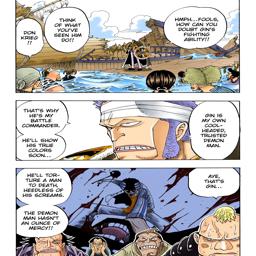 HMPH...FOOLS,
HOW CAN
YOU DOUBT
GIN'S
FIGHTING
ABILITY!!
THINK
OF WHAT
YOU'VE
SEEN HIM
DO!!
DON
KRIEG
!!
GIN IS
MY OWN
COOL-
HEADED,
TRUSTED
DEMON
MAN.
THAT'S WHY
HE'S MY
BATTLE
COMMANDER.
HE'LL SHOW
HIS TRUE
COLORS
SOON...
AYE,
THAT'S
GIN...
HE'LL TOR-
TURE A MAN
TO DEATH,
HEEDLESS OF
HIS SCREAMS.
THE DEMON
MAN HASN'T
AN OUNCE OF
MERCY!!